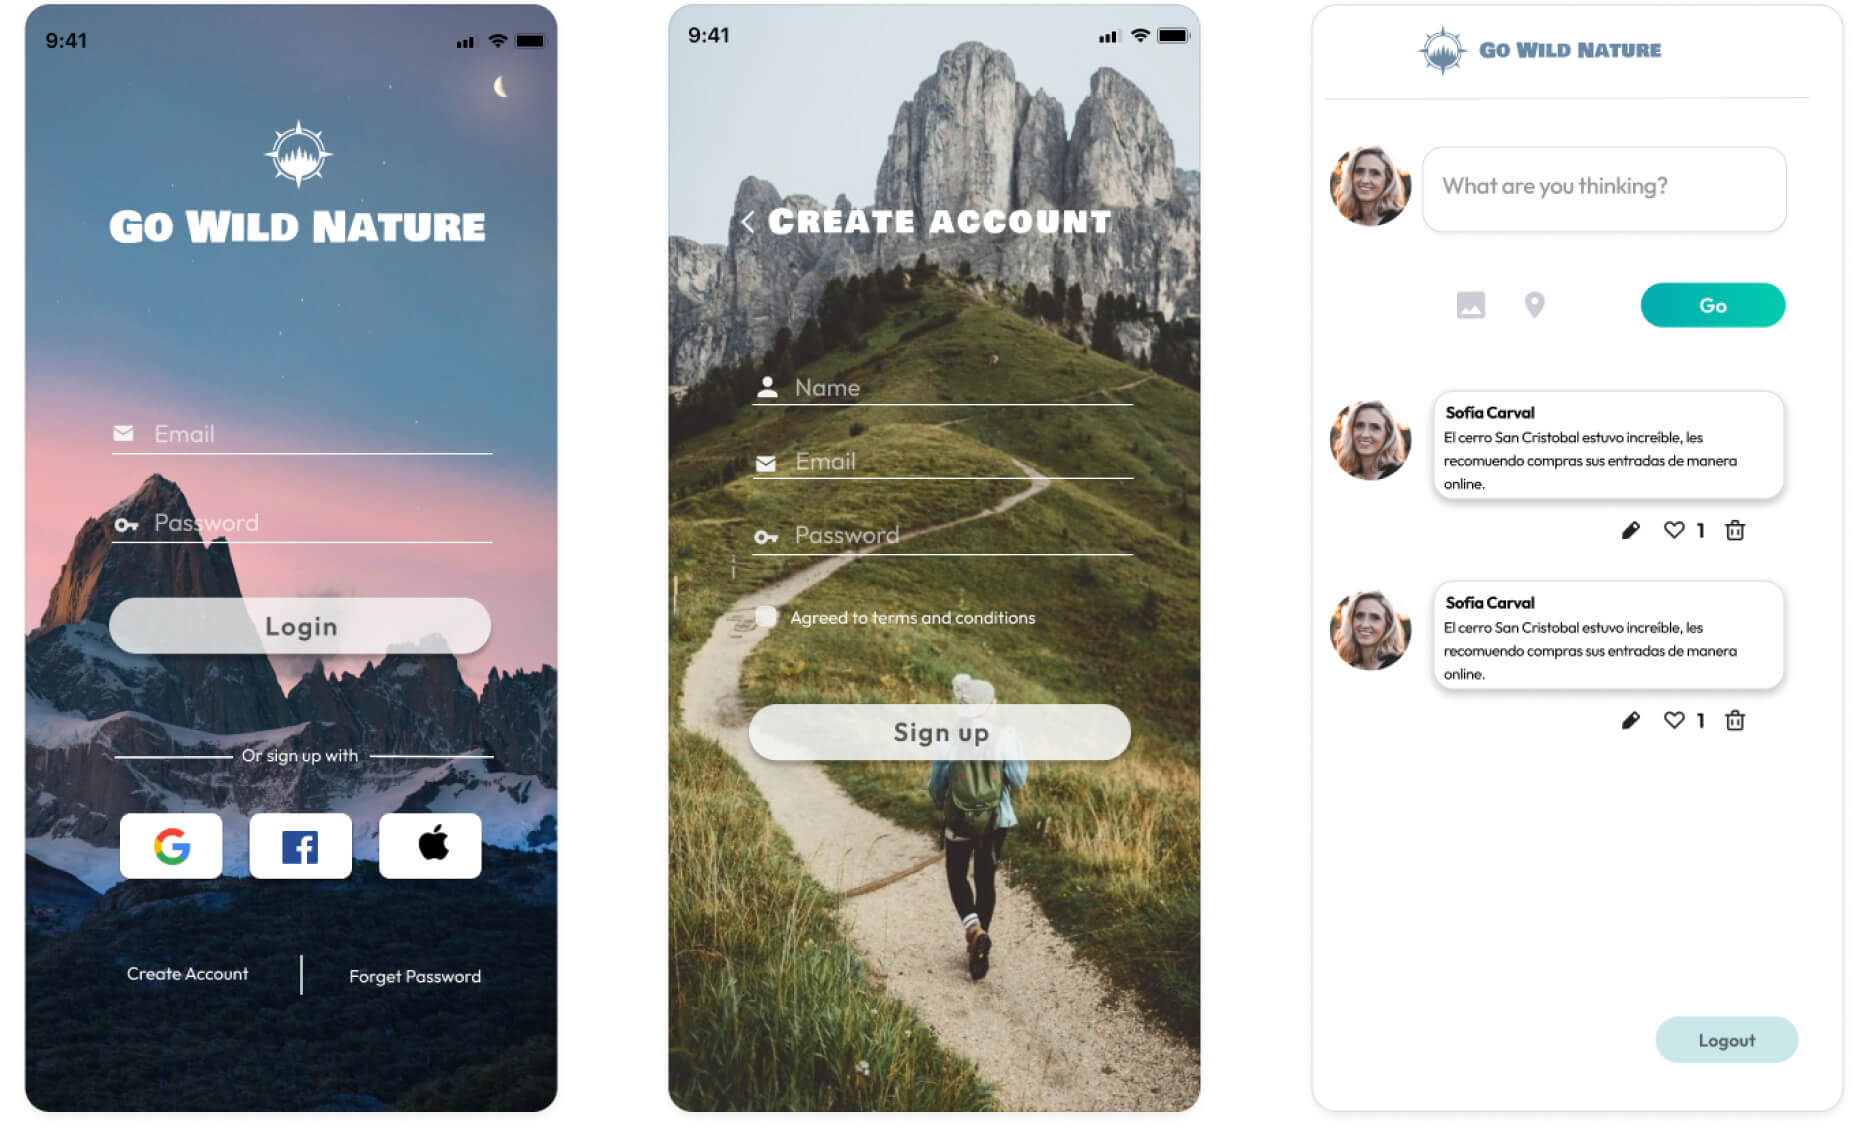 9:41
GO WILD NATURE
Email
Password
Login
Or sign up with
Create Account
Forget Password
9:41
CREATE ACCOUNT
Name
Email
Password
Agreed to terms and conditions
Sign up
GO WILD NATURE
What are you thinking?
Go
Sofía Carval
El cerro San Cristobal estuvo increíble, les
recomuendo compras sus entradas de manera
online.
1
Sofía Carval
El cerro San Cristobal estuvo increíble, les
recomuendo compras sus entradas de manera
online.
1
Logout